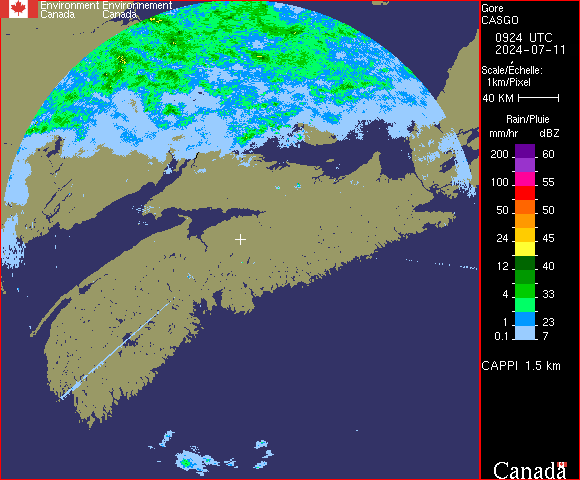 Environment Environnement
Canada Canada
Gore
CASGO
0924 UTC
2024-07-11
Scale/Échelle:
1km/Pixel
40 KM
Rain/Pluie
mm/hr dBZ
200 60
100 55
50 50
24 45
12 40
4 33
1 23
0.1 7
CAPPI 1.5 km
Canada